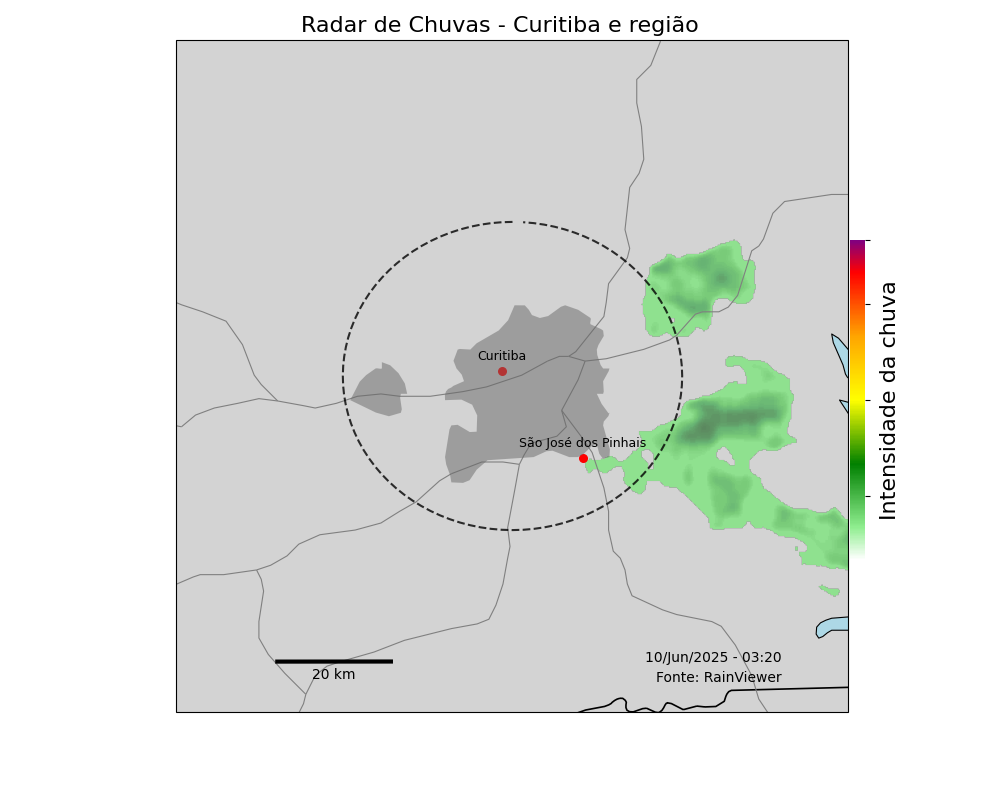 Radar de Chuvas - Curitiba e região
Curitiba
São José dos Pinhais
Intensidade da chuva
10/Jun/2025 - 03:20
Fonte: RainViewer
20 km